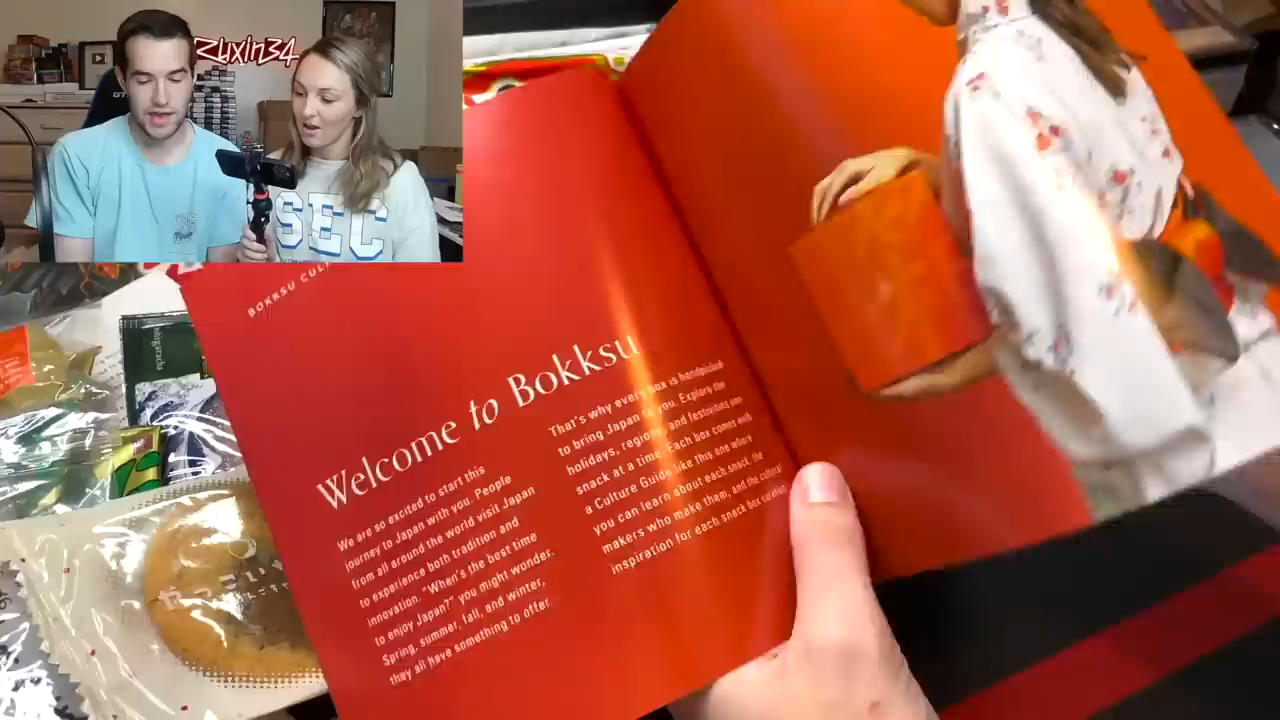 Ruxin34
GT
SEC
BOKKSU CUL
Welcome to Bokksu
We are so excited to start this
journey to Japan with you. People
from all around the world visit Japan
to experience both tradition and
innovation. "When's the best time
to enjoy Japan?" you might wonder.
Spring, summer, fall, and winter,
they all have something to offer.
That's why every box is handpicked
to bring Japan to you. Explore the
holidays, regions, and festivities one
snack at a time. Each box comes with
a Culture Guide like this one where
you can learn about each snack, the
makers who make them, and the cultural
inspiration for each snack box curation.